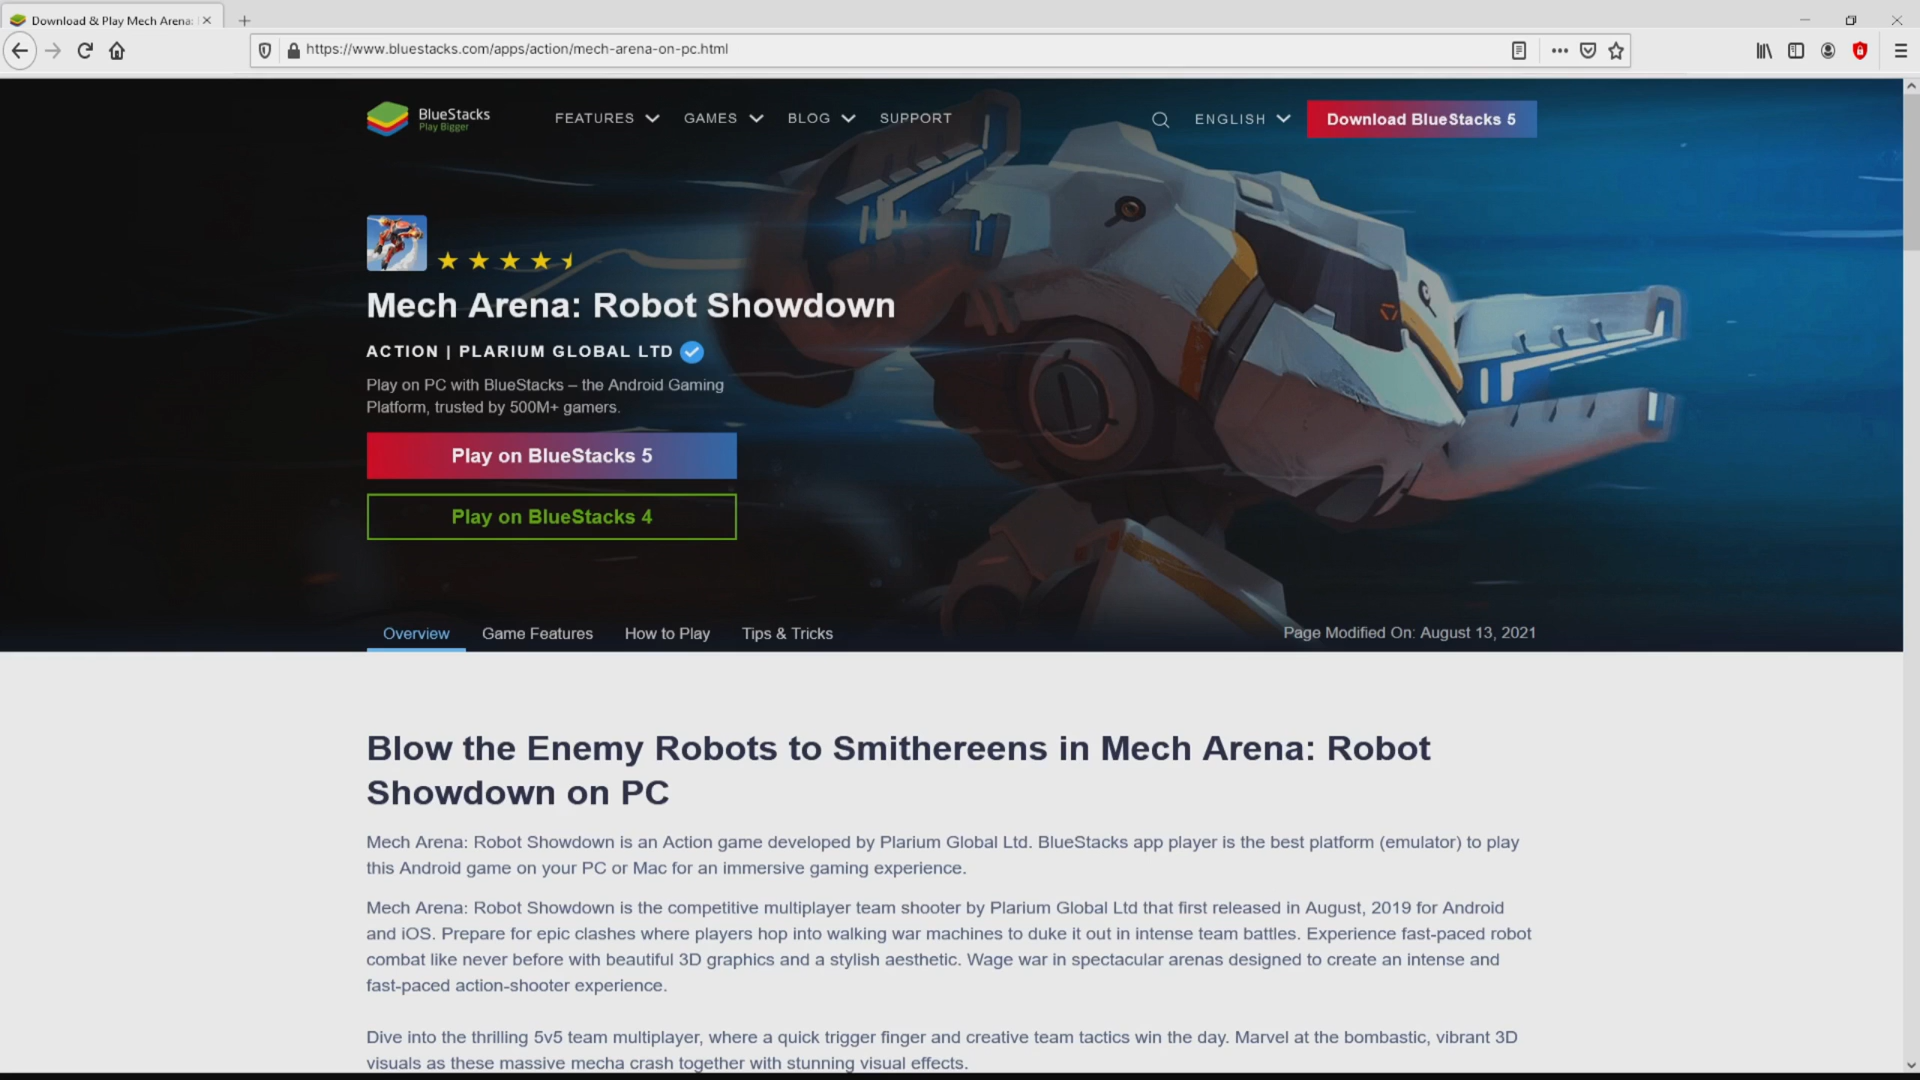 Download & Play Mech Arena:
https://www.bluestacks.com/apps/action/mech-arena-on-pc.html
BlueStacks
Play Bigger
FEATURES
GAMES
BLOG
SUPPORT
ENGLISH
Download BlueStacks 5
Mech Arena: Robot Showdown
ACTION | PLARIUM GLOBAL LTD
Play on PC with BlueStacks – the Android Gaming
Platform, trusted by 500M+ gamers.
Play on BlueStacks 5
Play on BlueStacks 4
Overview
Game Features
How to Play
Tips & Tricks
Page Modified On: August 13, 2021
Blow the Enemy Robots to Smithereens in Mech Arena: Robot
Showdown on PC
Mech Arena: Robot Showdown is an Action game developed by Plarium Global Ltd. BlueStacks app player is the best platform (emulator) to play
this Android game on your PC or Mac for an immersive gaming experience.
Mech Arena: Robot Showdown is the competitive multiplayer team shooter by Plarium Global Ltd that first released in August, 2019 for Android
and iOS. Prepare for epic clashes where players hop into walking war machines to duke it out in intense team battles. Experience fast-paced robot
combat like never before with beautiful 3D graphics and a stylish aesthetic. Wage war in spectacular arenas designed to create an intense and
fast-paced action-shooter experience.
Dive into the thrilling 5v5 team multiplayer, where a quick trigger finger and creative team tactics win the day. Marvel at the bombastic, vibrant 3D
visuals as these massive mecha crash together with stunning visual effects.